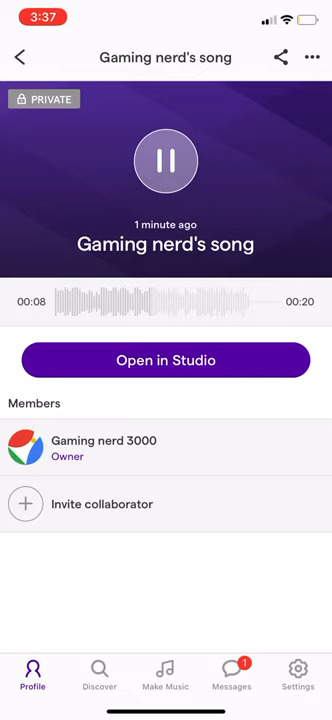 3:37
Gaming nerd's song
PRIVATE
1 minute ago
Gaming nerd's song
00:08
00:20
Open in Studio
Members
Gaming nerd 3000
Owner
Invite collaborator
1
Profile
Discover
Make Music
Messages
Settings